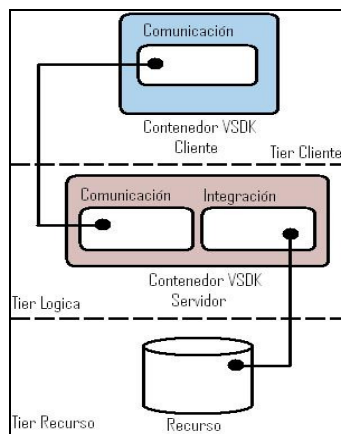 Comunicación
Contenedor VSDK
Cliente
Tier Cliente
Comunicación
Integración
Contenedor VSDK
Servidor
Tier Logica
Recurso
Tier Recurso